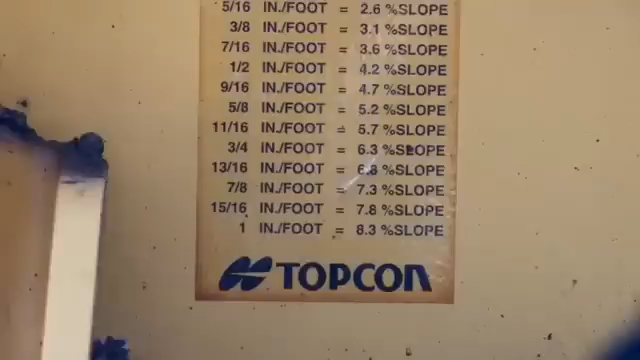 5/16 IN./FOOT = 2.6 %SLOPE
3/8 IN./FOOT = 3.1 %SLOPE
7/16 IN./FOOT = 3.6 %SLOPE
1/2 IN./FOOT = 4.2 %SLOPE
9/16 IN./FOOT = 4.7 %SLOPE
5/8 IN./FOOT = 5.2 %SLOPE
11/16 IN./FOOT = 5.7 %SLOPE
3/4 IN./FOOT = 6.3 %SLOPE
13/16 IN./FOOT = 6.8 %SLOPE
7/8 IN./FOOT = 7.3 %SLOPE
15/16 IN./FOOT = 7.8 %SLOPE
1 IN./FOOT = 8.3 %SLOPE
TOPCON